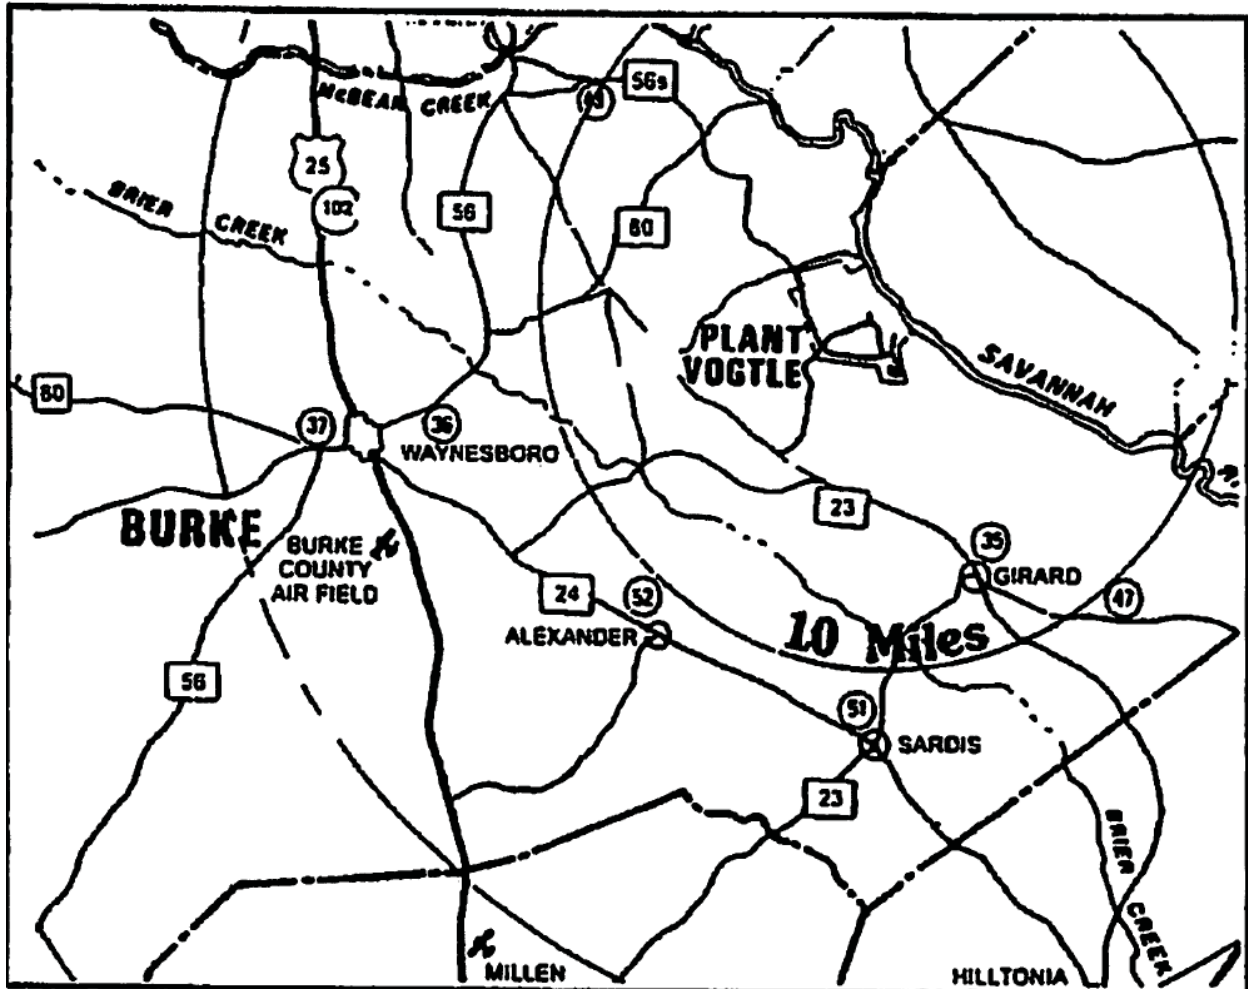 56s
McBEAN CREEK
43
25
BRIER CREEK
102
56
80
PLANT
VOGTLE
SAVANNAH
80
37
36
WAYNESBORO
BURKE
BURKE
COUNTY
AIR FIELD
23
35
GIRARD
24
52
47
ALEXANDER
10 Miles
56
51
SARDIS
23
BRIER CREEK
MILLEN
HILLTONIA